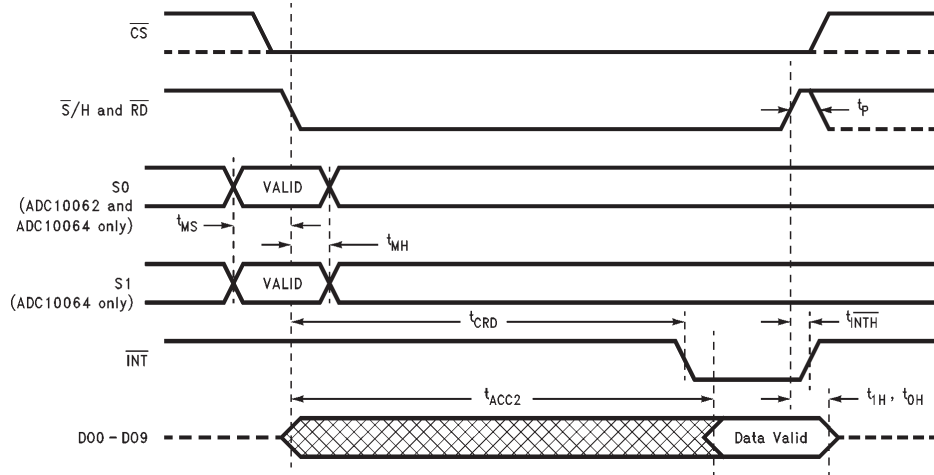 CS
S/H and RD
tP
S0
(ADC10062 and
ADC10064 only)
VALID
tMS
tMH
S1
(ADC10064 only)
VALID
tCRD
tINTH
INT
tACC2
t1H, t0H
D00-D09
Data Valid